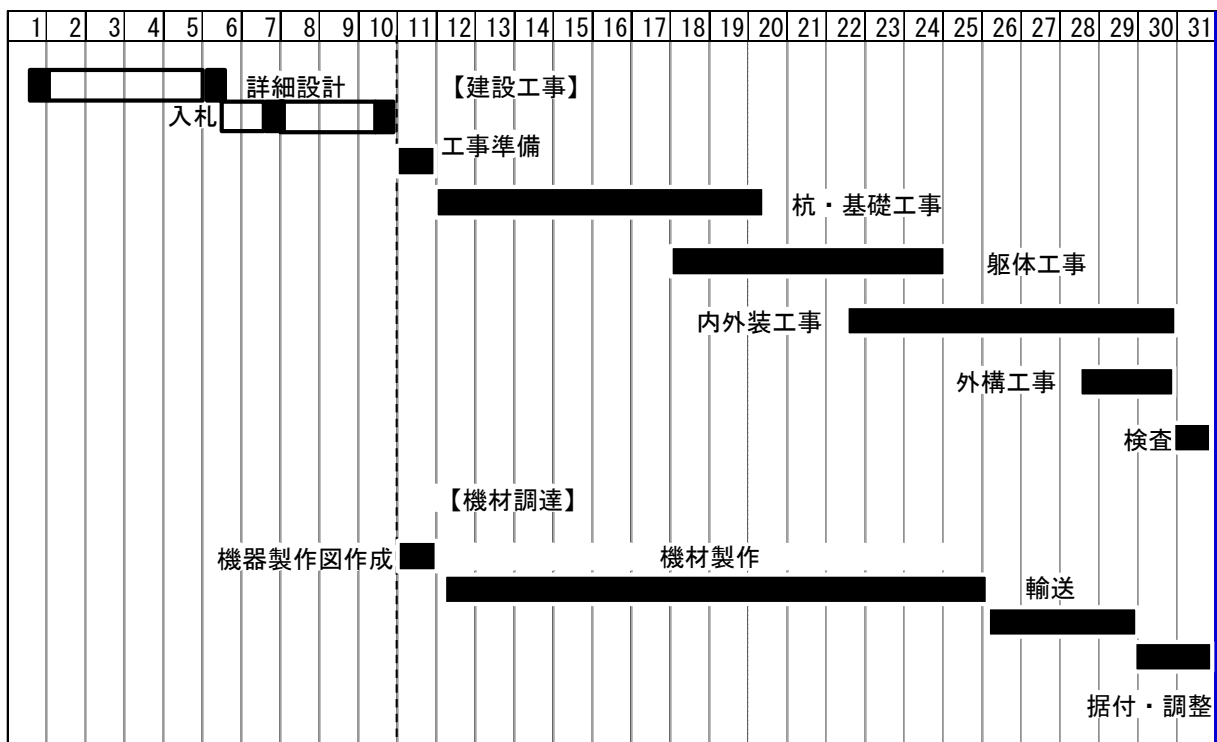 1 2 3 4 5 6 7 8 9 10 11 12 13 14 15 16 17 18 19 20 21 22 23 24 25 26 27 28 29 30 31
詳細設計
【建設工事】
入札
工事準備
杭・基礎工事
躯体工事
内外装工事
外構工事
検査
【機材調達】
機器製作図作成
機材製作
輸送
据付・調整